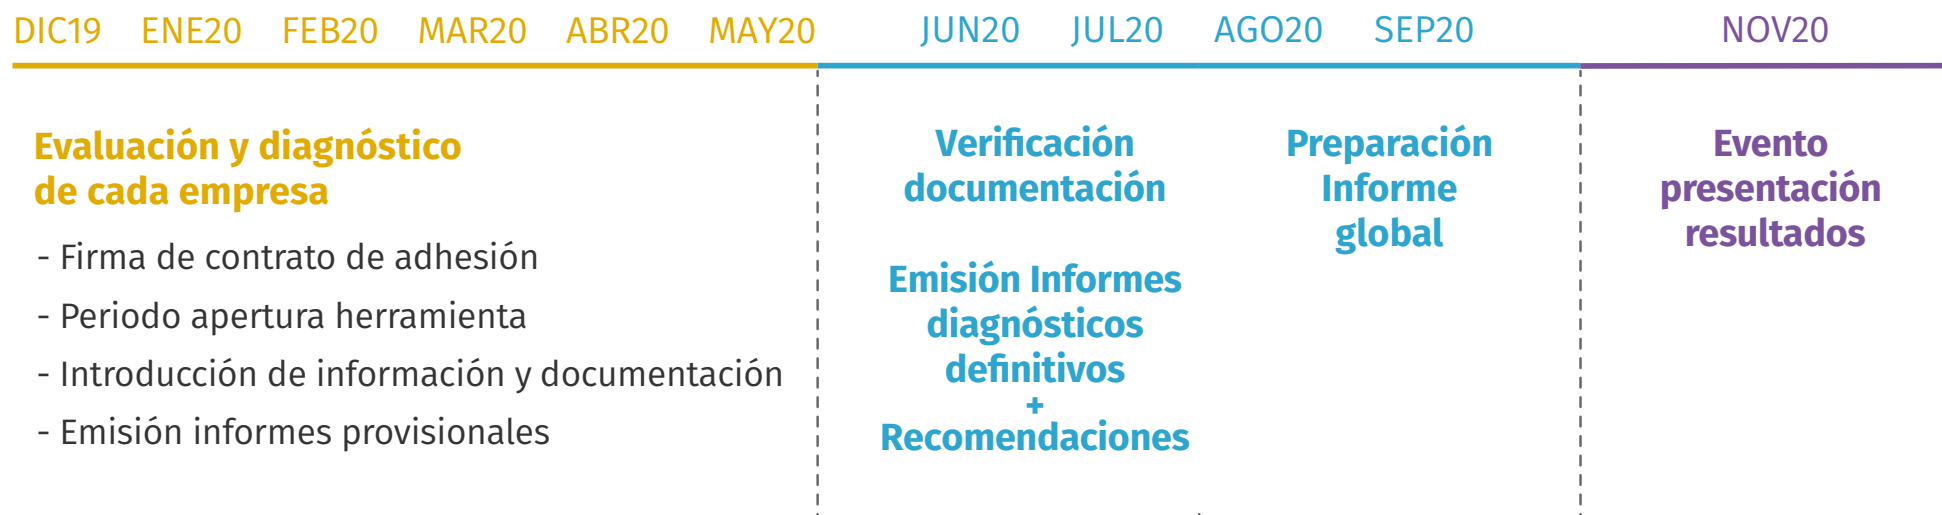 DIC19 ENE20 FEB20 MAR20 ABR20 MAY20 JUN20 JUL20 AGO20 SEP20 NOV20
Evaluación y diagnóstico
de cada empresa
- Firma de contrato de adhesión
- Periodo apertura herramienta
- Introducción de información y documentación
- Emisión informes provisionales
Verificación
documentación
Emisión Informes
diagnósticos
definitivos
+
Recomendaciones
Preparación
Informe
global
Evento
presentación
resultados